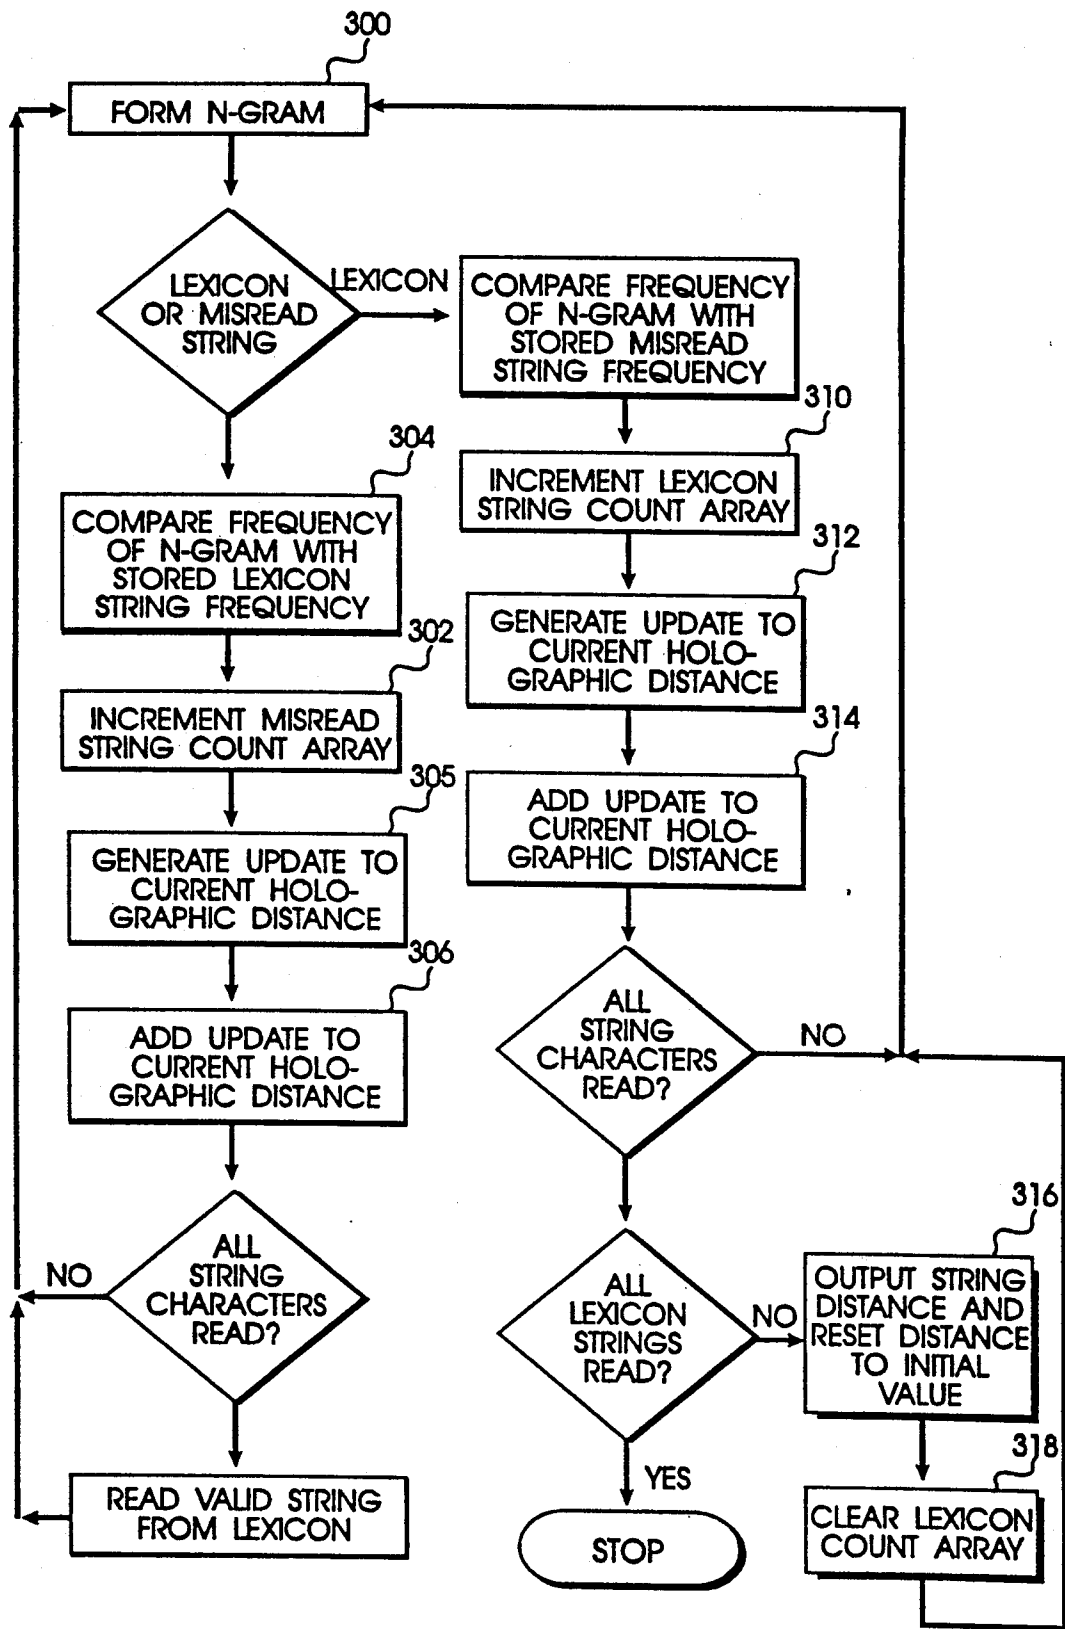 300
FORM N-GRAM
LEXICON
OR MISREAD
STRING
LEXICON
COMPARE FREQUENCY
OF N-GRAM WITH
STORED MISREAD
STRING FREQUENCY
310
INCREMENT LEXICON
STRING COUNT ARRAY
312
GENERATE UPDATE TO
CURRENT HOLO-
GRAPHIC DISTANCE
314
ADD UPDATE TO
CURRENT HOLO-
GRAPHIC DISTANCE
ALL
STRING
CHARACTERS
READ?
NO
304
COMPARE FREQUENCY
OF N-GRAM WITH
STORED LEXICON
STRING FREQUENCY
302
INCREMENT MISREAD
STRING COUNT ARRAY
305
GENERATE UPDATE TO
CURRENT HOLO-
GRAPHIC DISTANCE
306
ADD UPDATE TO
CURRENT HOLO-
GRAPHIC DISTANCE
ALL
STRING
CHARACTERS
READ?
NO
READ VALID STRING
FROM LEXICON
ALL
LEXICON
STRINGS
READ?
NO
YES
STOP
316
OUTPUT STRING
DISTANCE AND
RESET DISTANCE
TO INITIAL
VALUE
318
CLEAR LEXICON
COUNT ARRAY